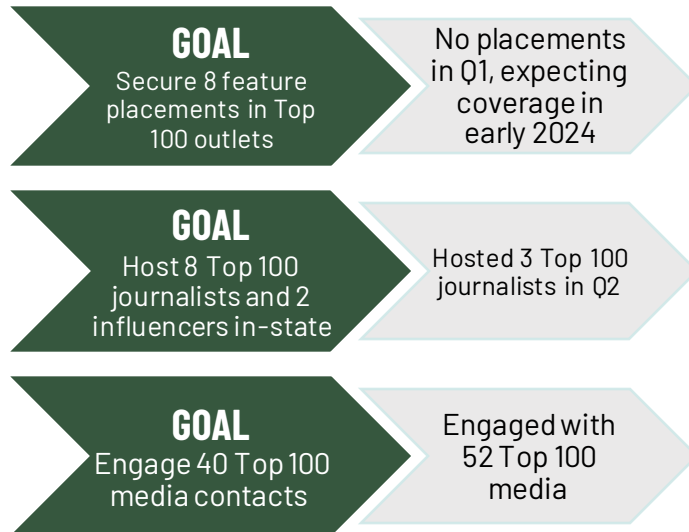 GOAL
Secure 8 feature
placements in Top
100 outlets
No placements
in Q1, expecting
coverage in
early 2024
GOAL
Host 8 Top 100
journalists and 2
influencers in-state
Hosted 3 Top 100
journalists in Q2
GOAL
Engage 40 Top 100
media contacts
Engaged with
52 Top 100
media